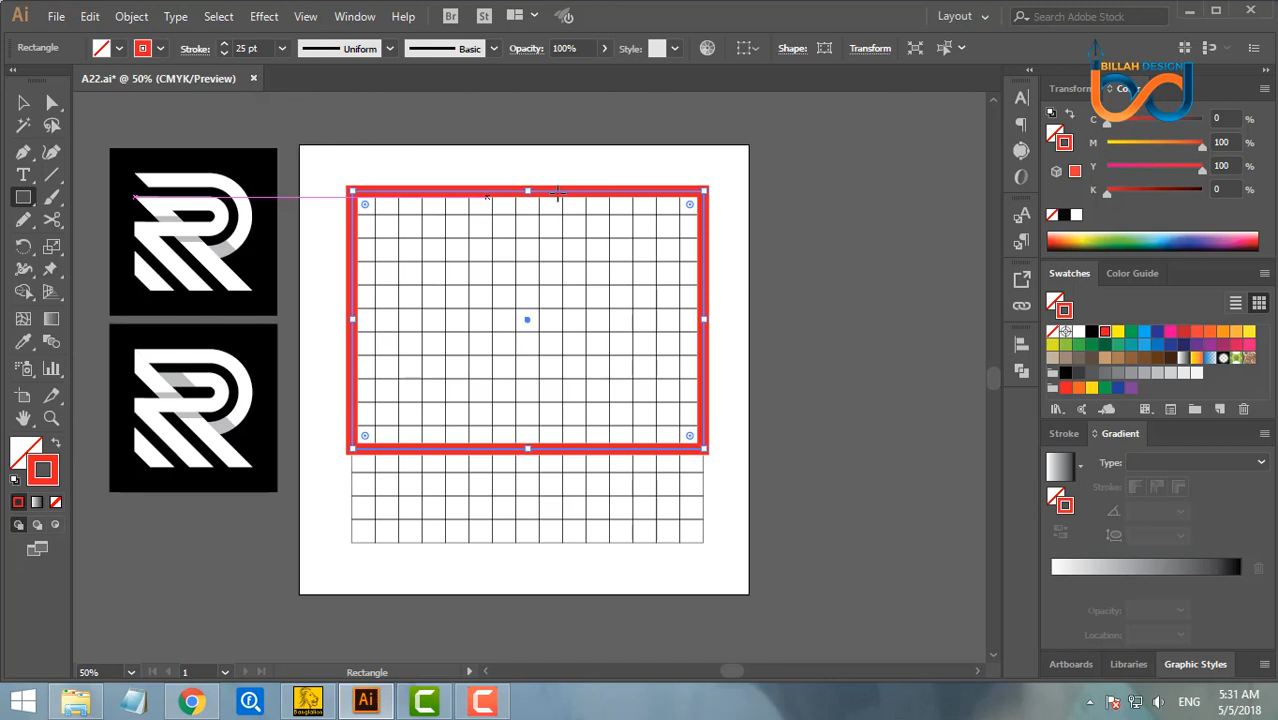 Ai File Edit Object Type Select Effect View Window Help Br St Layout Search Adobe Stock
Rectangle Stroke: 25 pt Uniform Basic Opacity: 100% Style: Shape: Transform
A22.ai* @ 50% (CMYK/Preview)
BILLAH DESIGN
Transform Color
C 0 %
M 100 %
Y 100 %
K 0 %
Swatches Color Guide
Stroke Gradient
Type:
Stroke:
Opacity:
Location:
50% 1 Rectangle
Artboards Libraries Graphic Styles
Ai
5:31 AM
5/5/2018